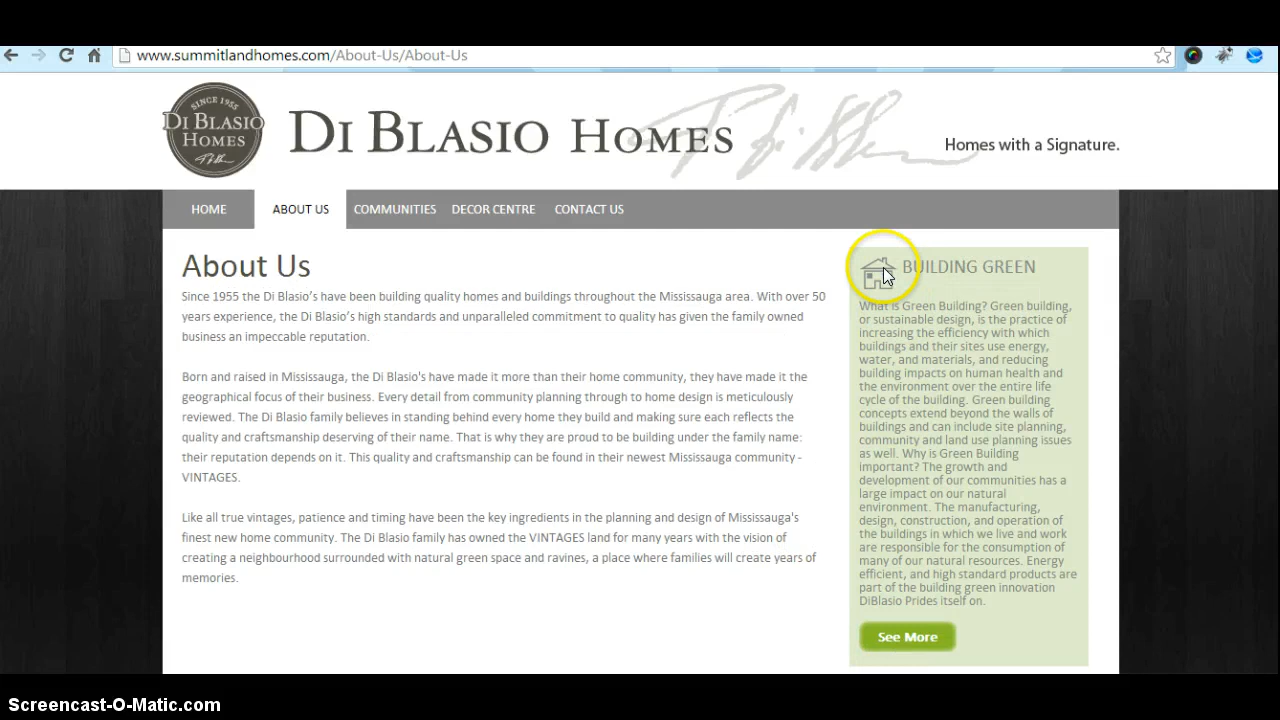 www.summitlandhomes.com/About-Us/About-Us
SINCE 1955
DI BLASIO
HOMES
DI BLASIO HOMES
Homes with a Signature.
HOME ABOUT US COMMUNITIES DECOR CENTRE CONTACT US
About Us
Since 1955 the Di Blasio's have been building quality homes and buildings throughout the Mississauga area. With over 50
years experience, the Di Blasio's high standards and unparalleled commitment to quality has given the family owned
business an impeccable reputation.
Born and raised in Mississauga, the Di Blasio's have made it more than their home community, they have made it the
geographical focus of their business. Every detail from community planning through to home design is meticulously
reviewed. The Di Blasio family believes in standing behind every home they build and making sure each reflects the
quality and craftsmanship deserving of their name. That is why they are proud to be building under the family name:
their reputation depends on it. This quality and craftsmanship can be found in their newest Mississauga community -
VINTAGES.
Like all true vintages, patience and timing have been the key ingredients in the planning and design of Mississauga's
finest new home community. The Di Blasio family has owned the VINTAGES land for many years with the vision of
creating a neighbourhood surrounded with natural green space and ravines, a place where families will create years of
memories.
BUILDING GREEN
What is Green Building? Green building,
or sustainable design, is the practice of
increasing the efficiency with which
buildings and their sites use energy,
water, and materials, and reducing
building impacts on human health and
the environment over the entire life
cycle of the building. Green building
concepts extend beyond the walls of
buildings and can include site planning,
community and land use planning issues
as well. Why is Green Building
important? The growth and
development of our communities has a
large impact on our natural
environment. The manufacturing,
design, construction, and operation of
the buildings in which we live and work
are responsible for the consumption of
many of our natural resources. Energy
efficient, and high standard products are
part of the building green innovation
DiBlasio Prides itself on.
See More
Screencast-O-Matic.com